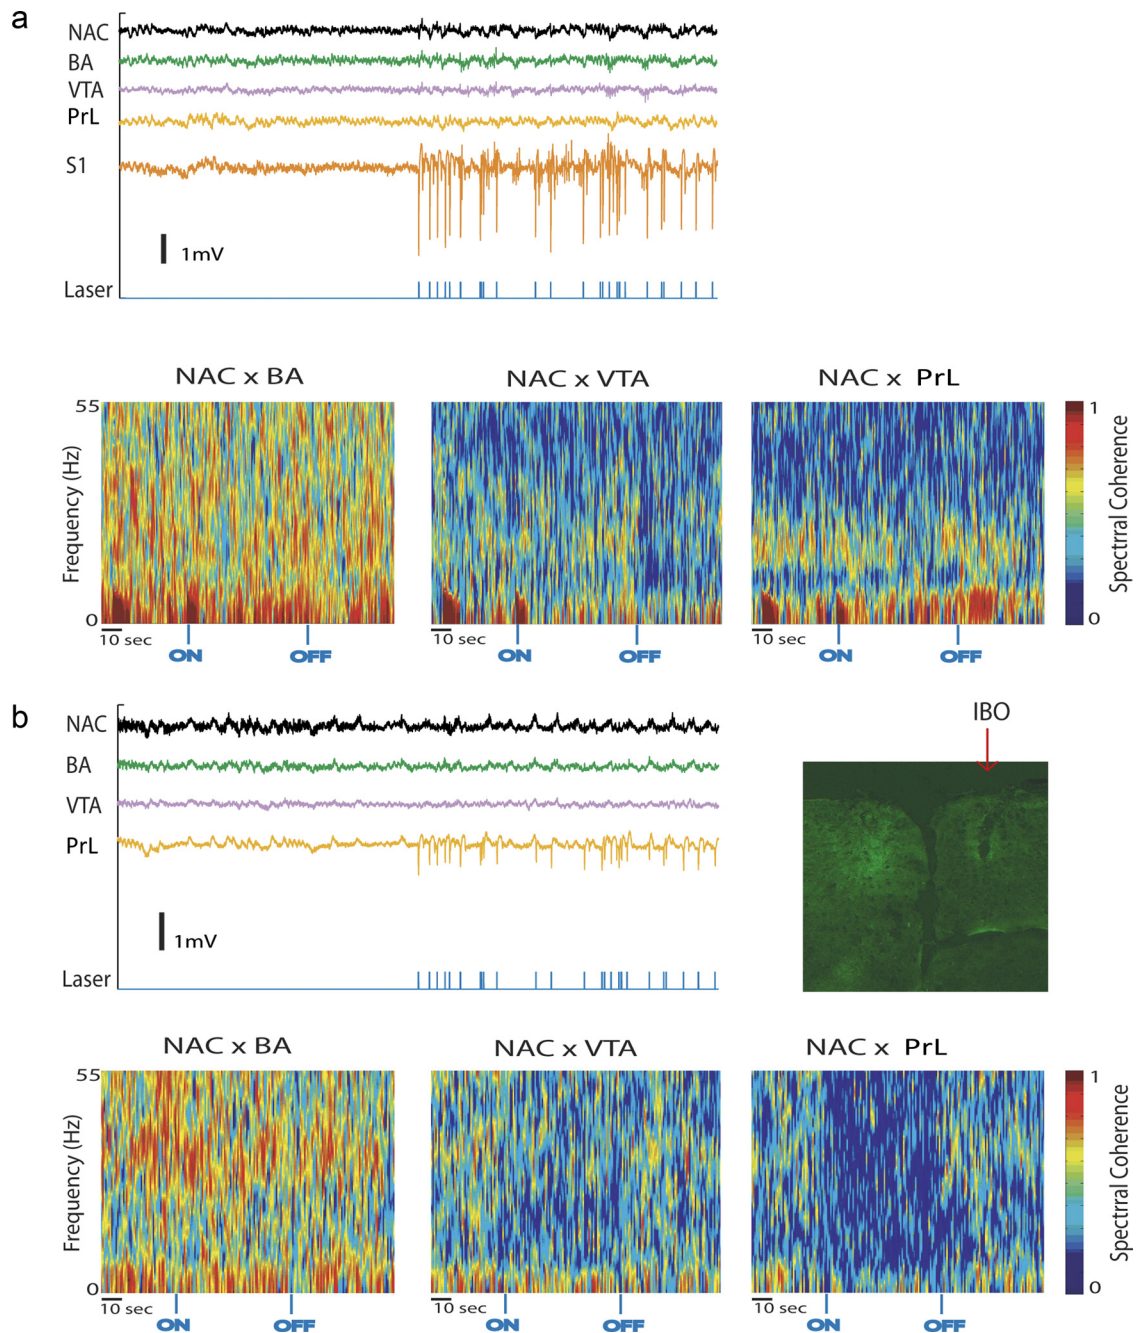 a
NAC
BA
VTA
PrL
S1
1mV
Laser
NAC x BA
NAC x VTA
NAC x PrL
55
Frequency (Hz)
0
1
Specrtral Coherence
0
10 sec
ON
OFF
10 sec
ON
OFF
10 sec
ON
OFF
b
NAC
BA
VTA
PrL
1mV
Laser
IBO
NAC x BA
NAC x VTA
NAC x PrL
55
Frequency (Hz)
0
1
Spectral Coherence
0
10 sec
ON
OFF
10 sec
ON
OFF
10 sec
ON
OFF